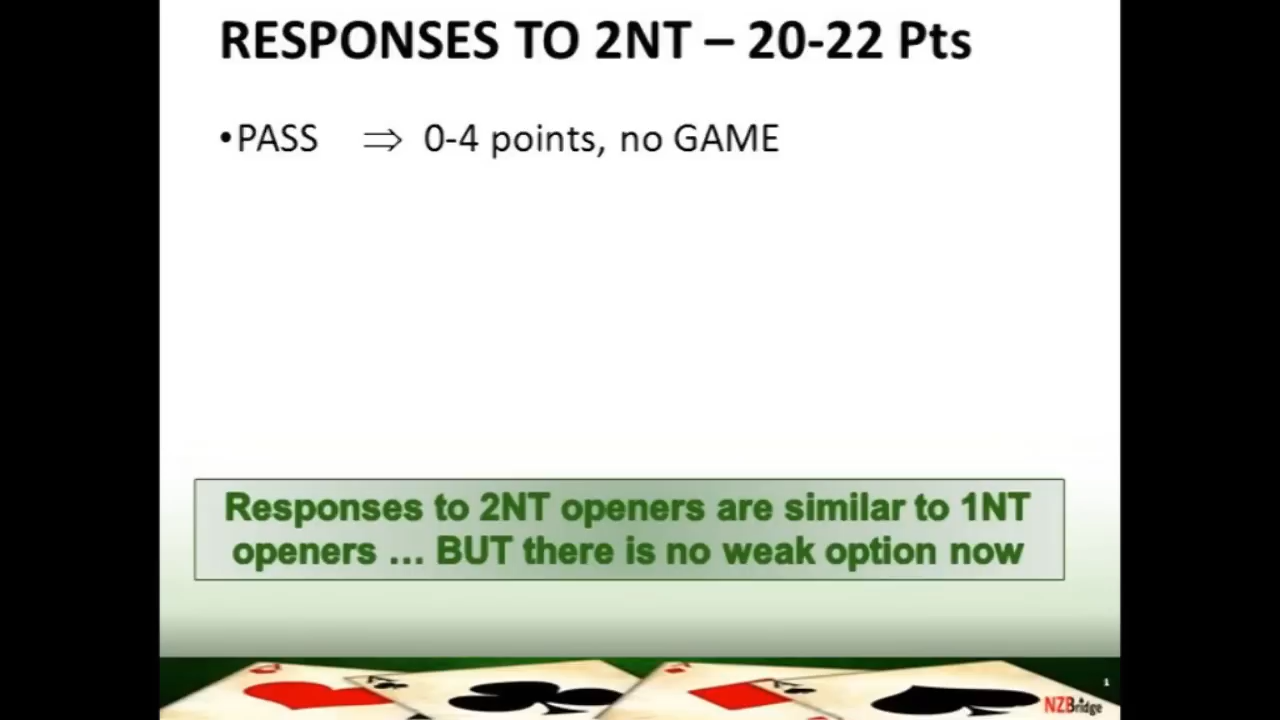 RESPONSES TO 2NT – 20-22 Pts
•PASS ⇒ 0-4 points, no GAME
Responses to 2NT openers are similar to 1NT
openers ... BUT there is no weak option now
1
NZBridge